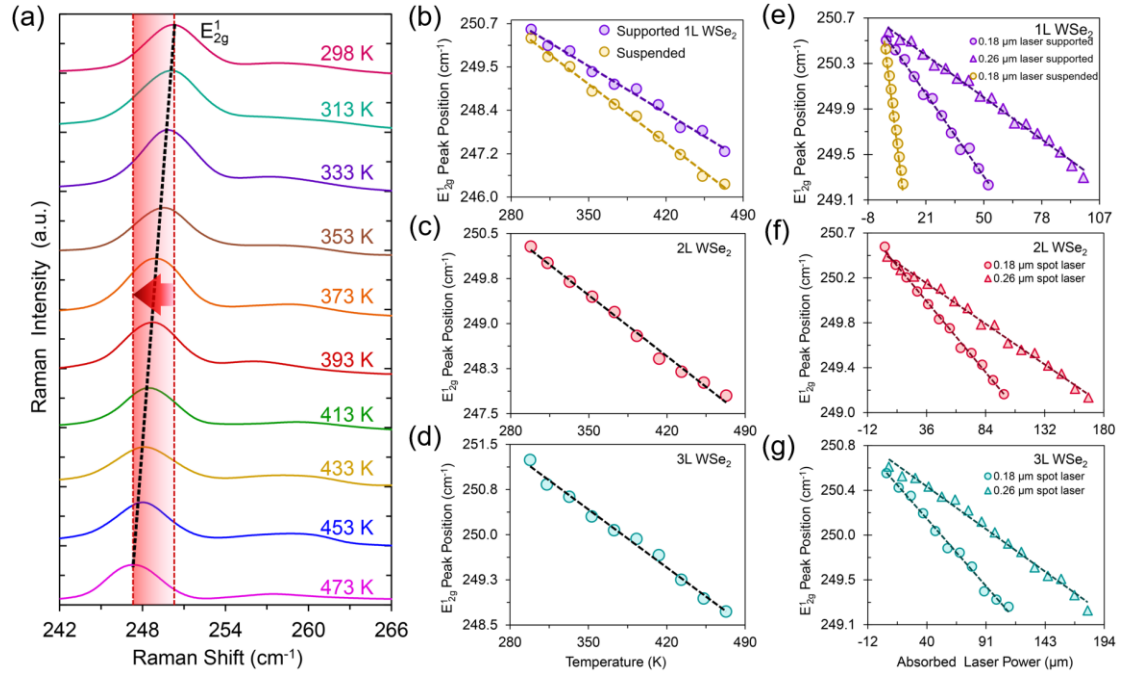 (a)
E¹₂g
298 K
313 K
333 K
353 K
373 K
393 K
413 K
433 K
453 K
473 K
Raman Intensity (a.u.)
242 248 254 260 266
Raman Shift (cm⁻¹)
(b)
250.7
249.5
248.4
247.2
246.0
E¹₂g Peak Position (cm⁻¹)
Supported 1L WSe₂
Suspended
280 350 420 490
(c)
250.5
249.8
249.0
248.3
247.5
E¹₂g Peak Position (cm⁻¹)
2L WSe₂
280 350 420 490
(d)
251.5
250.8
250.0
249.3
248.5
E¹₂g Peak Position (cm⁻¹)
3L WSe₂
280 350 420 490
Temperature (K)
(e)
250.7
250.3
249.9
249.5
249.1
E¹₂g Peak Position (cm⁻¹)
1L WSe₂
0.18 µm laser supported
0.26 µm laser supported
0.18 µm laser suspended
-8 21 50 78 107
(f)
250.7
250.2
249.8
249.4
249.0
E¹₂g Peak Position (cm⁻¹)
2L WSe₂
0.18 µm spot laser
0.26 µm spot laser
-12 36 84 132 180
(g)
250.8
250.4
250.0
249.5
249.1
E¹₂g Peak Position (cm⁻¹)
3L WSe₂
0.18 µm spot laser
0.26 µm spot laser
-12 40 91 143 194
Absorbed Laser Power (µm)